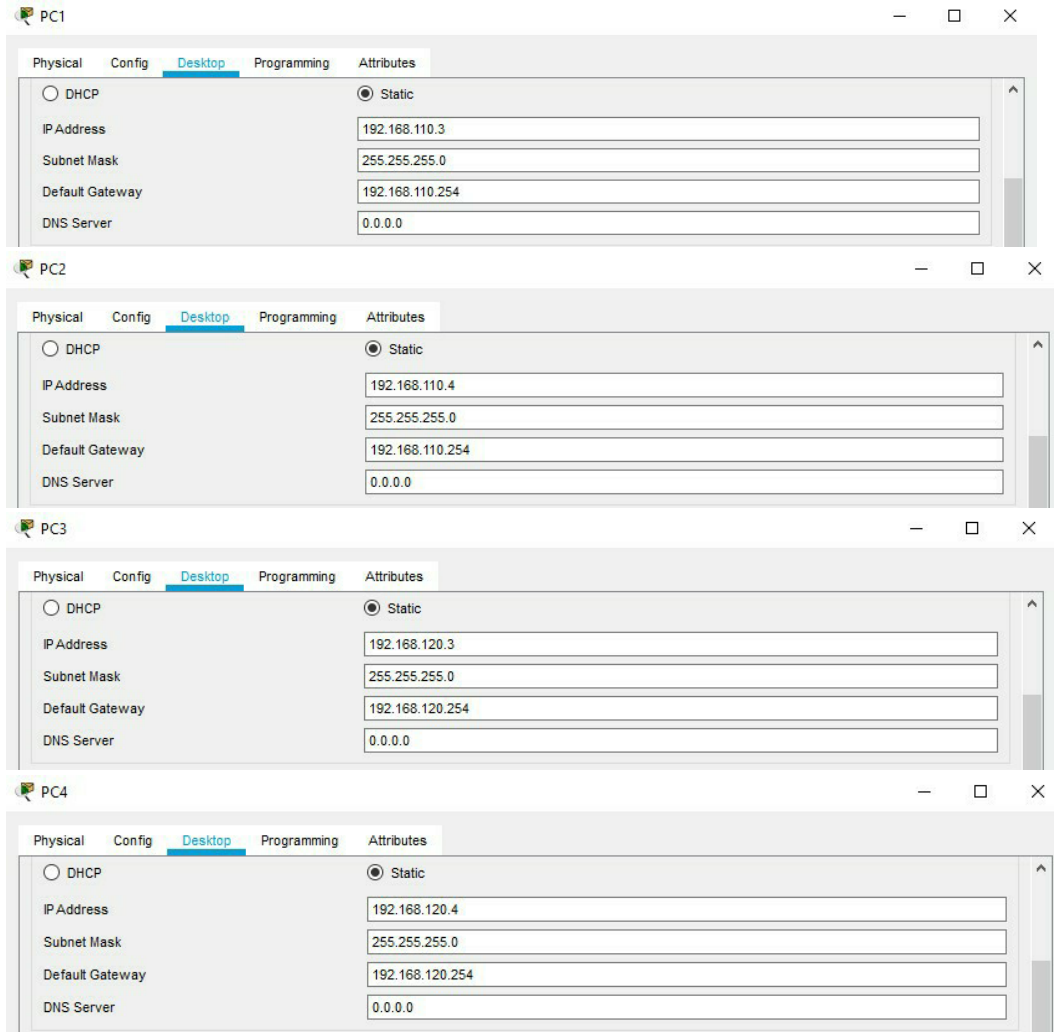 PC1
Physical Config Desktop Programming Attributes
DHCP Static
IP Address 192.168.110.3
Subnet Mask 255.255.255.0
Default Gateway 192.168.110.254
DNS Server 0.0.0.0
PC2
Physical Config Desktop Programming Attributes
DHCP Static
IP Address 192.168.110.4
Subnet Mask 255.255.255.0
Default Gateway 192.168.110.254
DNS Server 0.0.0.0
PC3
Physical Config Desktop Programming Attributes
DHCP Static
IP Address 192.168.120.3
Subnet Mask 255.255.255.0
Default Gateway 192.168.120.254
DNS Server 0.0.0.0
PC4
Physical Config Desktop Programming Attributes
DHCP Static
IP Address 192.168.120.4
Subnet Mask 255.255.255.0
Default Gateway 192.168.120.254
DNS Server 0.0.0.0